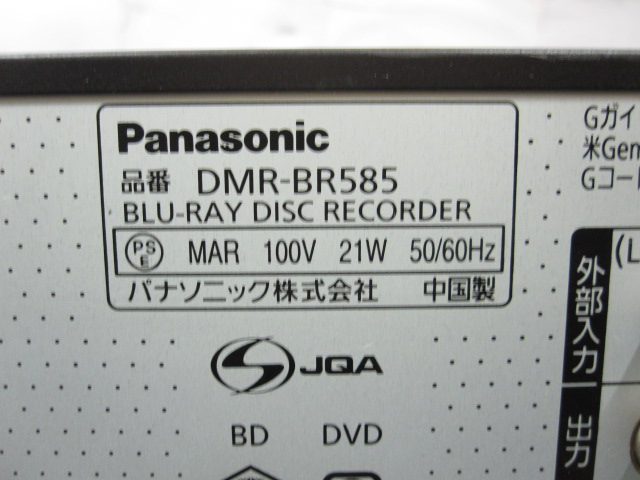 Panasonic
品番 DMR-BR585
BLU-RAY DISC RECORDER
PSE MAR 100V 21W 50/60Hz
パナソニック株式会社 中国製
JQA
BD DVD
Gガイ
米Gem
Gコート
(L
外部入力
出力